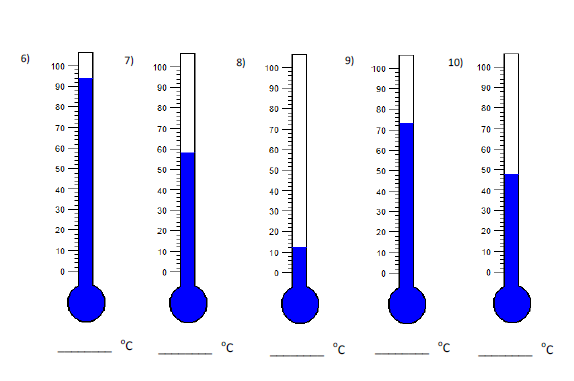 6) 7) 8) 9) 10)
100 100 100 100 100
90 90 90 90 90
80 80 80 80 80
70 70 70 70 70
60 60 60 60 60
50 50 50 50 50
40 40 40 40 40
30 30 30 30 30
20 20 20 20 20
10 10 10 10 10
0 0 0 0 0
________ °C ________ °C ________ °C ________ °C ________ °C